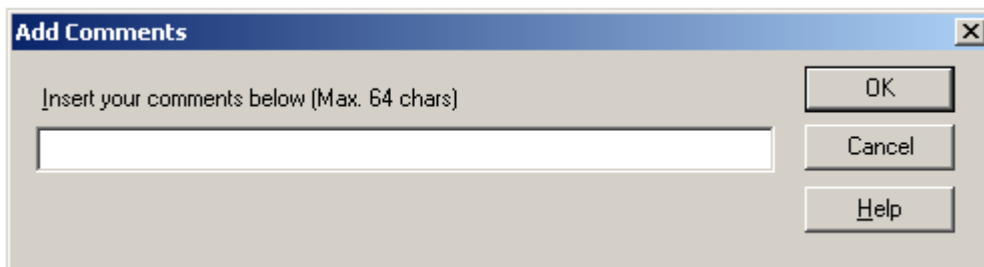 Add Comments
Insert your comments below (Max. 64 chars)
OK
Cancel
Help